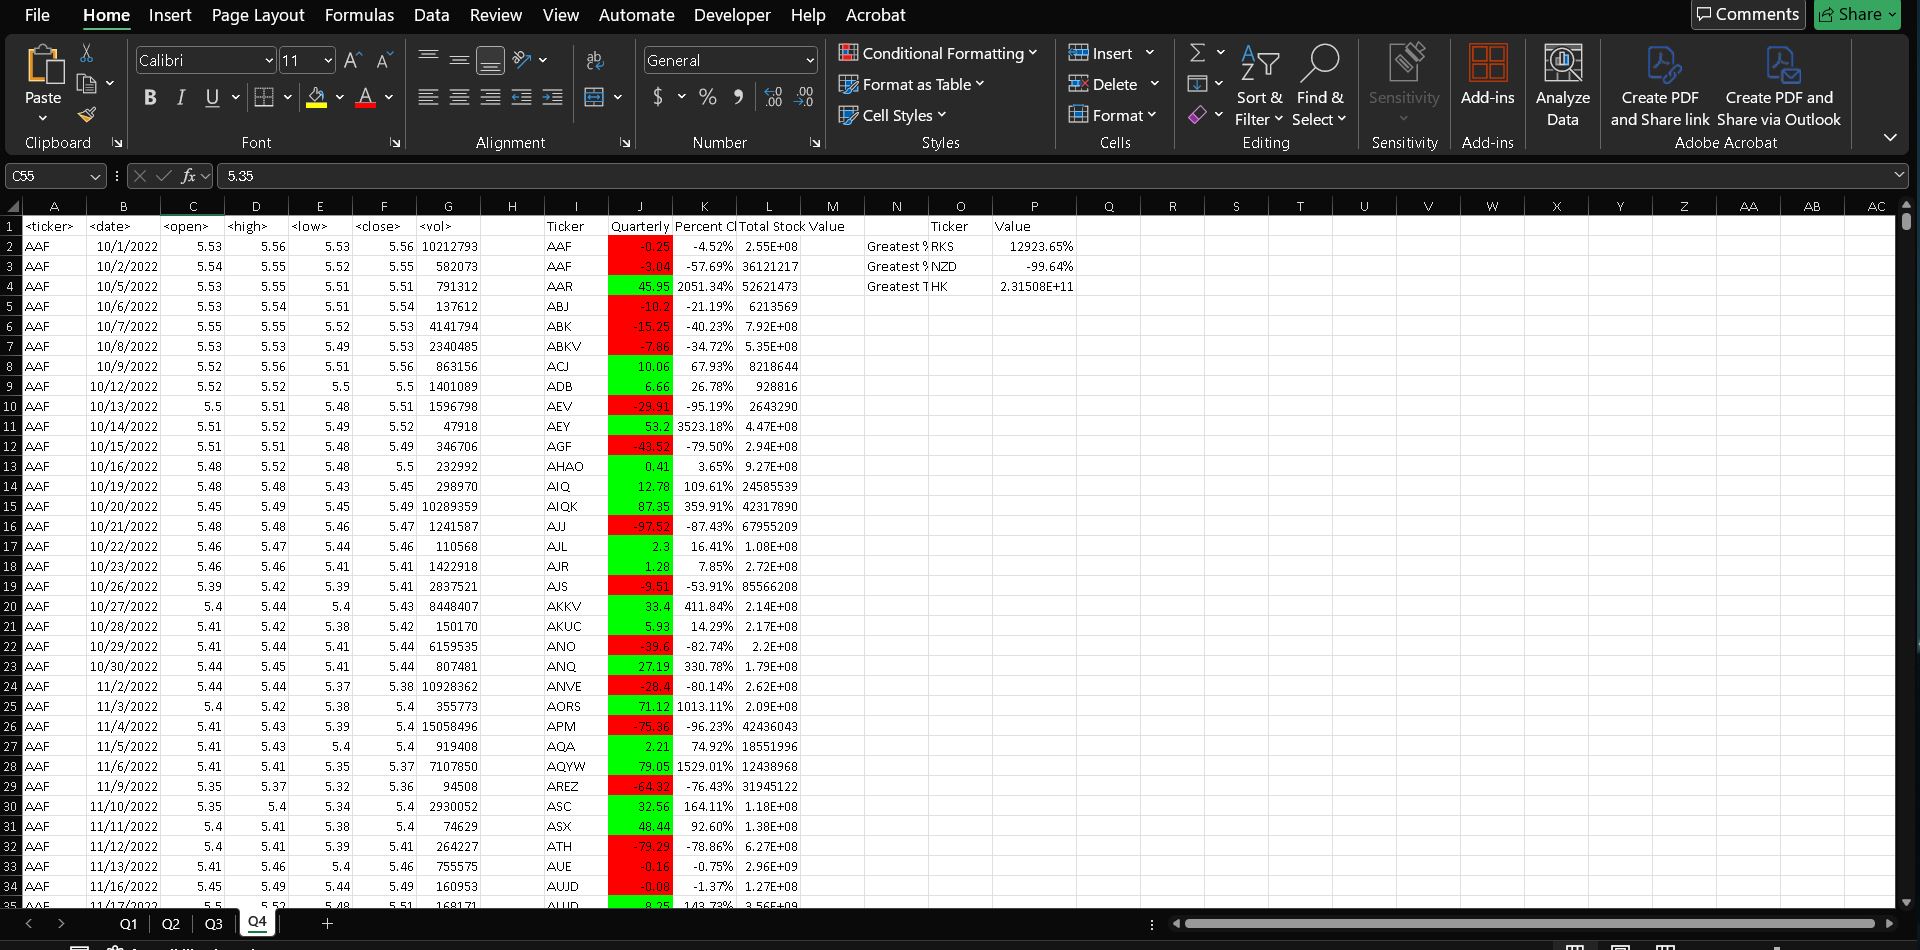 File Home Insert Page Layout Formulas Data Review View Automate Developer Help Acrobat Comments Share
Calibri 11 General Conditional Formatting Insert
Format as Table Delete
Cell Styles Format
Paste B I U $ % Sort & Filter Find & Select Sensitivity Add-ins Analyze Data Create PDF and Share link Create PDF and Share via Outlook
Clipboard Font Alignment Number Styles Cells Editing Sensitivity Add-ins Adobe Acrobat
C55 fx 5.35
A B C D E F G H I J K L M N O P Q R S T U V W X Y Z AA AB AC
1 <ticker> <date> <open> <high> <low> <close> <vol> Ticker Quarterly Percent Cl Total Stock Value Ticker Value
2 AAF 10/1/2022 5.53 5.56 5.53 5.56 10212793 AAF -0.25 -4.52% 2.55E+08 Greatest % RKS 12923.65%
3 AAF 10/2/2022 5.54 5.55 5.52 5.55 582073 AAF -3.04 -57.69% 36121217 Greatest % NZD -99.64%
4 AAF 10/5/2022 5.53 5.55 5.51 5.51 791312 AAR 45.95 2051.34% 52621473 Greatest T HK 2.31508E+11
5 AAF 10/6/2022 5.53 5.54 5.51 5.54 137612 ABJ -10.2 -21.19% 6213569
6 AAF 10/7/2022 5.55 5.55 5.52 5.53 4141794 ABK -15.25 -40.23% 7.92E+08
7 AAF 10/8/2022 5.53 5.53 5.49 5.53 2340485 ABKV -7.86 -34.72% 5.35E+08
8 AAF 10/9/2022 5.52 5.56 5.51 5.56 863156 ACJ 10.06 67.93% 8218644
9 AAF 10/12/2022 5.52 5.52 5.5 5.5 1401089 ADB 6.66 26.78% 928816
10 AAF 10/13/2022 5.5 5.51 5.48 5.51 1596798 AEV -29.91 -95.19% 2643290
11 AAF 10/14/2022 5.51 5.52 5.49 5.52 47918 AEY 53.2 3523.18% 4.47E+08
12 AAF 10/15/2022 5.51 5.51 5.48 5.49 346706 AGF -43.52 -79.50% 2.94E+08
13 AAF 10/16/2022 5.48 5.52 5.48 5.5 232992 AHAO 0.41 3.65% 9.27E+08
14 AAF 10/19/2022 5.48 5.48 5.43 5.45 298970 AIQ 12.78 109.61% 24585539
15 AAF 10/20/2022 5.45 5.49 5.45 5.49 10289359 AIQK 87.35 359.91% 42317890
16 AAF 10/21/2022 5.48 5.48 5.46 5.47 1241587 AJJ -97.52 -87.43% 67955209
17 AAF 10/22/2022 5.46 5.47 5.44 5.46 110568 AJL 2.3 16.41% 1.08E+08
18 AAF 10/23/2022 5.46 5.46 5.41 5.41 1422918 AJR 1.28 7.85% 2.72E+08
19 AAF 10/26/2022 5.39 5.42 5.39 5.41 2837521 AJS -9.51 -53.91% 85566208
20 AAF 10/27/2022 5.4 5.44 5.4 5.43 8448407 AKKV 33.4 411.84% 2.14E+08
21 AAF 10/28/2022 5.41 5.42 5.38 5.42 150170 AKUC 5.93 14.29% 2.17E+08
22 AAF 10/29/2022 5.41 5.44 5.41 5.44 6159535 ANO -39.6 -82.74% 2.2E+08
23 AAF 10/30/2022 5.44 5.45 5.41 5.44 807481 ANQ 27.19 330.78% 1.79E+08
24 AAF 11/2/2022 5.44 5.44 5.37 5.38 10928362 ANVE -28.4 -80.14% 2.62E+08
25 AAF 11/3/2022 5.4 5.42 5.38 5.4 355773 AORS 71.12 1013.11% 2.09E+08
26 AAF 11/4/2022 5.41 5.43 5.39 5.4 15058496 APM -75.36 -96.23% 42436043
27 AAF 11/5/2022 5.41 5.43 5.4 5.4 919408 AQA 2.21 74.92% 18551996
28 AAF 11/6/2022 5.41 5.41 5.35 5.37 7107850 AQYW 79.05 1529.01% 12438968
29 AAF 11/9/2022 5.35 5.37 5.32 5.36 94508 AREZ -64.32 -76.43% 31945122
30 AAF 11/10/2022 5.35 5.4 5.34 5.4 2930052 ASC 32.56 164.11% 1.18E+08
31 AAF 11/11/2022 5.4 5.41 5.38 5.4 74629 ASX 48.44 92.60% 1.38E+08
32 AAF 11/12/2022 5.4 5.41 5.39 5.41 264227 ATH -79.29 -78.86% 6.27E+08
33 AAF 11/13/2022 5.41 5.46 5.4 5.46 755575 AUE -0.16 -0.75% 2.96E+09
34 AAF 11/16/2022 5.45 5.49 5.44 5.49 160953 AUJD -0.08 -1.37% 1.27E+08
35 AAF 11/17/2022 5.5 5.52 5.48 5.51 168171 8.25 143.73% 3.56E+09
Q1 Q2 Q3 Q4